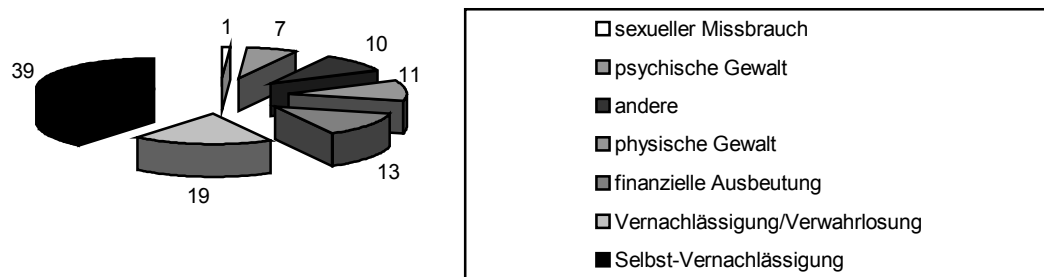 1
7
10
11
13
19
39
sexueller Missbrauch
psychische Gewalt
andere
physische Gewalt
finanzielle Ausbeutung
Vernachlässigung/Verwahrlosung
Selbst-Vernachlässigung